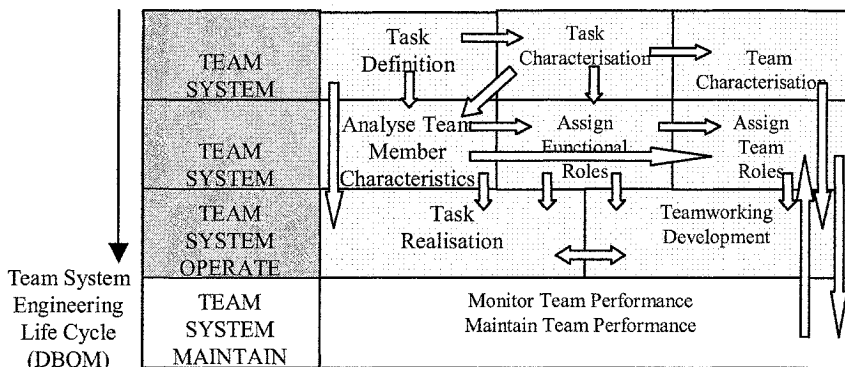 TEAM
SYSTEM
Task
Definition
Task
Characterisation
Team
Characterisation
TEAM
SYSTEM
Analyse Team
Member
Characteristics
Assign
Functional
Roles
Assign
Team
Roles
TEAM
SYSTEM
OPERATE
Task
Realisation
Teamworking
Development
TEAM
SYSTEM
MAINTAIN
Monitor Team Performance
Maintain Team Performance
Team System
Engineering
Life Cycle
(DBOM)